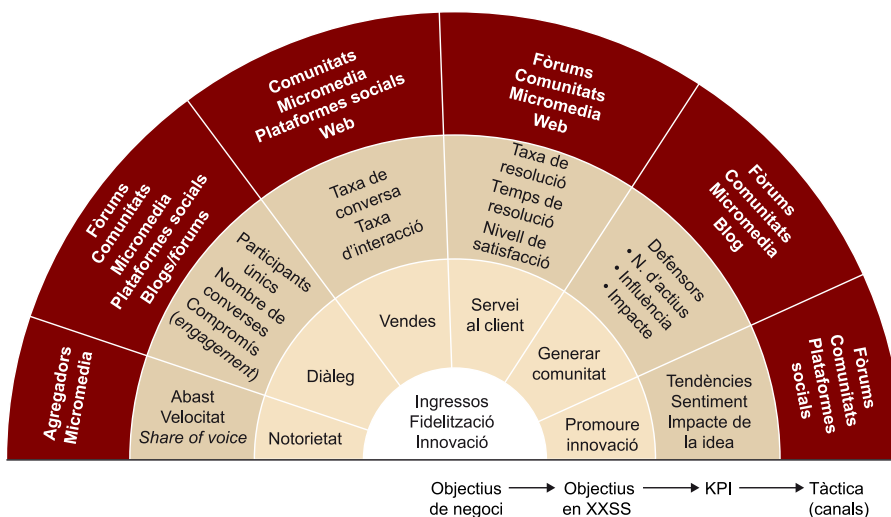 Agregadors
Micromedia
Fòrums
Comunitats
Micromedia
Plataformes socials
Blogs/fòrums
Comunitats
Micromedia
Plataformes socials
Web
Fòrums
Comunitats
Micromedia
Web
Fòrums
Comunitats
Micromedia
Blog
Fòrums
Comunitats
Plataformes
socials
Abast
Velocitat
Share of voice
Participants
únics
Nombre de
converses
Compromís
(engagement)
Taxa de
conversa
Taxa
d'interacció
Taxa de
resolució
Temps de
resolució
Nivell de
satisfacció
Defensors
• N. d'actius
• Influència
• Impacte
Tendències
Sentiment
Impacte de
la idea
Notorietat
Diàleg
Vendes
Servei
al client
Generar
comunitat
Promoure
innovació
Ingressos
Fidelització
Innovació
Objectius
de negoci
Objectius
en XXSS
KPI
Tàctica
(canals)